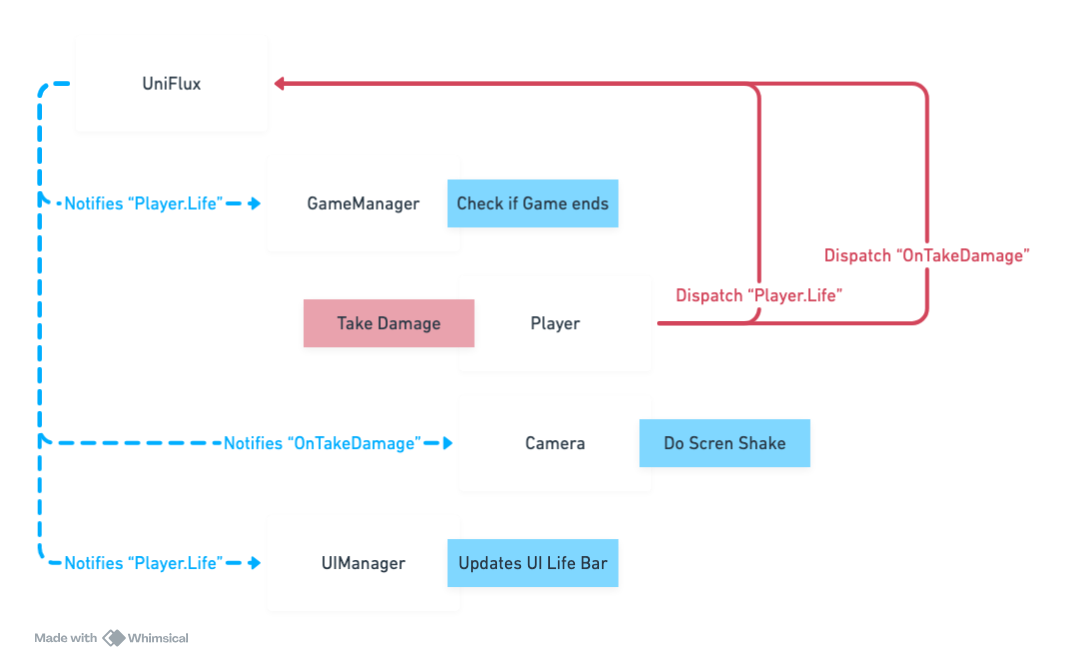 UniFlux
Notifies “Player.Life”
GameManager
Check if Game ends
Dispatch “OnTakeDamage”
Dispatch “Player.Life”
Take Damage
Player
Notifies “OnTakeDamage”
Camera
Do Scren Shake
Notifies “Player.Life”
UIManager
Updates UI Life Bar
Made with Whimsical